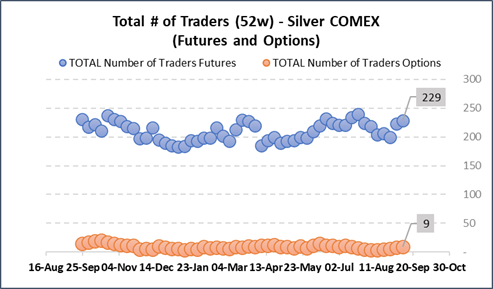 Total # of Traders (52w) - Silver COMEX
(Futures and Options)
TOTAL Number of Traders Futures
TOTAL Number of Traders Options
300
250
229
200
150
100
50
9
-
16-Aug 25-Sep 04-Nov 14-Dec 23-Jan 04-Mar 13-Apr 23-May 02-Jul 11-Aug 20-Sep 30-Oct